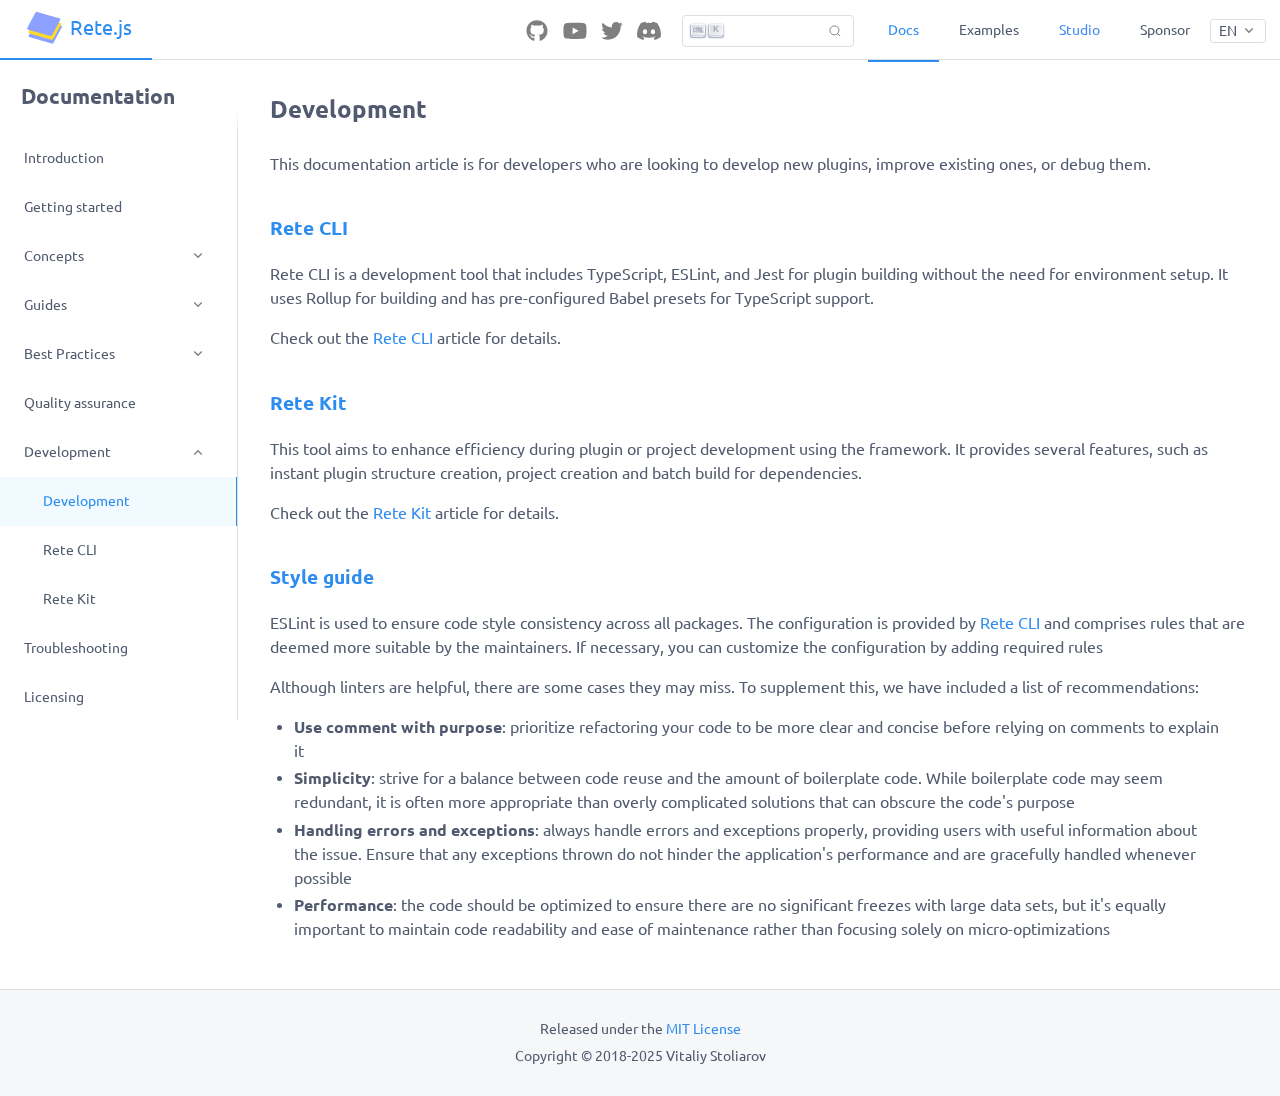 Rete.js
K
Docs
Examples
Studio
Sponsor
EN
Documentation
Introduction
Getting started
Concepts
Guides
Best Practices
Quality assurance
Development
Development
Rete CLI
Rete Kit
Troubleshooting
Licensing
Development
This documentation article is for developers who are looking to develop new plugins, improve existing ones, or debug them.
Rete CLI
Rete CLI is a development tool that includes TypeScript, ESLint, and Jest for plugin building without the need for environment setup. It
uses Rollup for building and has pre-configured Babel presets for TypeScript support.
Check out the Rete CLI article for details.
Rete Kit
This tool aims to enhance efficiency during plugin or project development using the framework. It provides several features, such as
instant plugin structure creation, project creation and batch build for dependencies.
Check out the Rete Kit article for details.
Style guide
ESLint is used to ensure code style consistency across all packages. The configuration is provided by Rete CLI and comprises rules that are
deemed more suitable by the maintainers. If necessary, you can customize the configuration by adding required rules
Although linters are helpful, there are some cases they may miss. To supplement this, we have included a list of recommendations:
• Use comment with purpose: prioritize refactoring your code to be more clear and concise before relying on comments to explain
it
• Simplicity: strive for a balance between code reuse and the amount of boilerplate code. While boilerplate code may seem
redundant, it is often more appropriate than overly complicated solutions that can obscure the code's purpose
• Handling errors and exceptions: always handle errors and exceptions properly, providing users with useful information about
the issue. Ensure that any exceptions thrown do not hinder the application's performance and are gracefully handled whenever
possible
• Performance: the code should be optimized to ensure there are no significant freezes with large data sets, but it's equally
important to maintain code readability and ease of maintenance rather than focusing solely on micro-optimizations
Released under the MIT License
Copyright © 2018-2025 Vitaliy Stoliarov